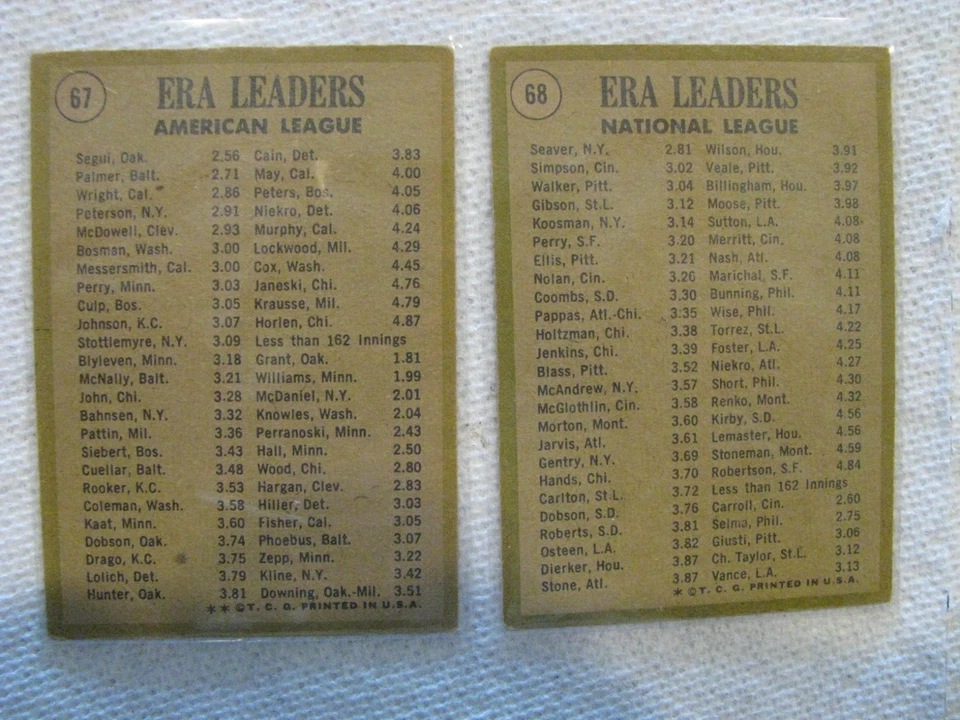 67
ERA LEADERS
AMERICAN LEAGUE
Segui, Oak. 2.56 Cain, Det. 3.83
Palmer, Balt. 2.71 May, Cal. 4.00
Wright, Cal. 2.86 Peters, Bos. 4.05
Peterson, N.Y. 2.91 Niekro, Det. 4.06
McDowell, Clev. 2.93 Murphy, Cal. 4.24
Bosman, Wash. 3.00 Lockwood, Mil. 4.29
Messersmith, Cal. 3.00 Cox, Wash. 4.45
Perry, Minn. 3.03 Janeski, Chi. 4.76
Culp, Bos. 3.05 Krausse, Mil. 4.79
Johnson, K.C. 3.07 Horlen, Chi. 4.87
Stottlemyre, N.Y. 3.09 Less than 162 Innings
Blyleven, Minn. 3.18 Grant, Oak. 1.81
McNally, Balt. 3.21 Williams, Minn. 1.99
John, Chi. 3.28 McDaniel, N.Y. 2.01
Bahnsen, N.Y. 3.32 Knowles, Wash. 2.04
Pattin, Mil. 3.36 Perranoski, Minn. 2.43
Siebert, Bos. 3.43 Hall, Minn. 2.50
Cuellar, Balt. 3.48 Wood, Chi. 2.80
Rooker, K.C. 3.53 Hargan, Clev. 2.83
Coleman, Wash. 3.58 Hiller, Det. 3.03
Kaat, Minn. 3.60 Fisher, Cal. 3.05
Dobson, Oak. 3.74 Phoebus, Balt. 3.07
Drago, K.C. 3.75 Zepp, Minn. 3.22
Lolich, Det. 3.79 Kline, N.Y. 3.42
Hunter, Oak. 3.81 Downing, Oak.-Mil. 3.51
** ©T. C. G. PRINTED IN U.S.A.
68
ERA LEADERS
NATIONAL LEAGUE
Seaver, N.Y. 2.81 Wilson, Hou. 3.91
Simpson, Cin. 3.02 Veale, Pitt. 3.92
Walker, Pitt. 3.04 Billingham, Hou. 3.97
Gibson, St.L. 3.12 Moose, Pitt. 3.98
Koosman, N.Y. 3.14 Sutton, L.A. 4.08
Perry, S.F. 3.20 Merritt, Cin. 4.08
Ellis, Pitt. 3.21 Nash, Atl. 4.08
Nolan, Cin. 3.26 Marichal, S.F. 4.11
Coombs, S.D. 3.30 Bunning, Phil. 4.11
Pappas, Atl.-Chi. 3.35 Wise, Phil. 4.17
Holtzman, Chi. 3.38 Torrez, St.L. 4.22
Jenkins, Chi. 3.39 Foster, L.A. 4.25
Blass, Pitt. 3.52 Niekro, Atl. 4.27
McAndrew, N.Y. 3.57 Short, Phil. 4.30
McGlothlin, Cin. 3.58 Renko, Mont. 4.32
Morton, Mont. 3.60 Kirby, S.D. 4.56
Jarvis, Atl. 3.61 Lemaster, Hou. 4.56
Gentry, N.Y. 3.69 Stoneman, Mont. 4.59
Hands, Chi. 3.70 Robertson, S.F. 4.84
Carlton, St.L. 3.72 Less than 162 Innings
Dobson, S.D. 3.76 Carroll, Cin. 2.60
Roberts, S.D. 3.81 Selma, Phil. 2.75
Osteen, L.A. 3.82 Giusti, Pitt. 3.06
Dierker, Hou. 3.87 Ch. Taylor, St.L. 3.12
Stone, Atl. 3.87 Vance, L.A. 3.13
* ©T. C. G. PRINTED IN U.S.A.